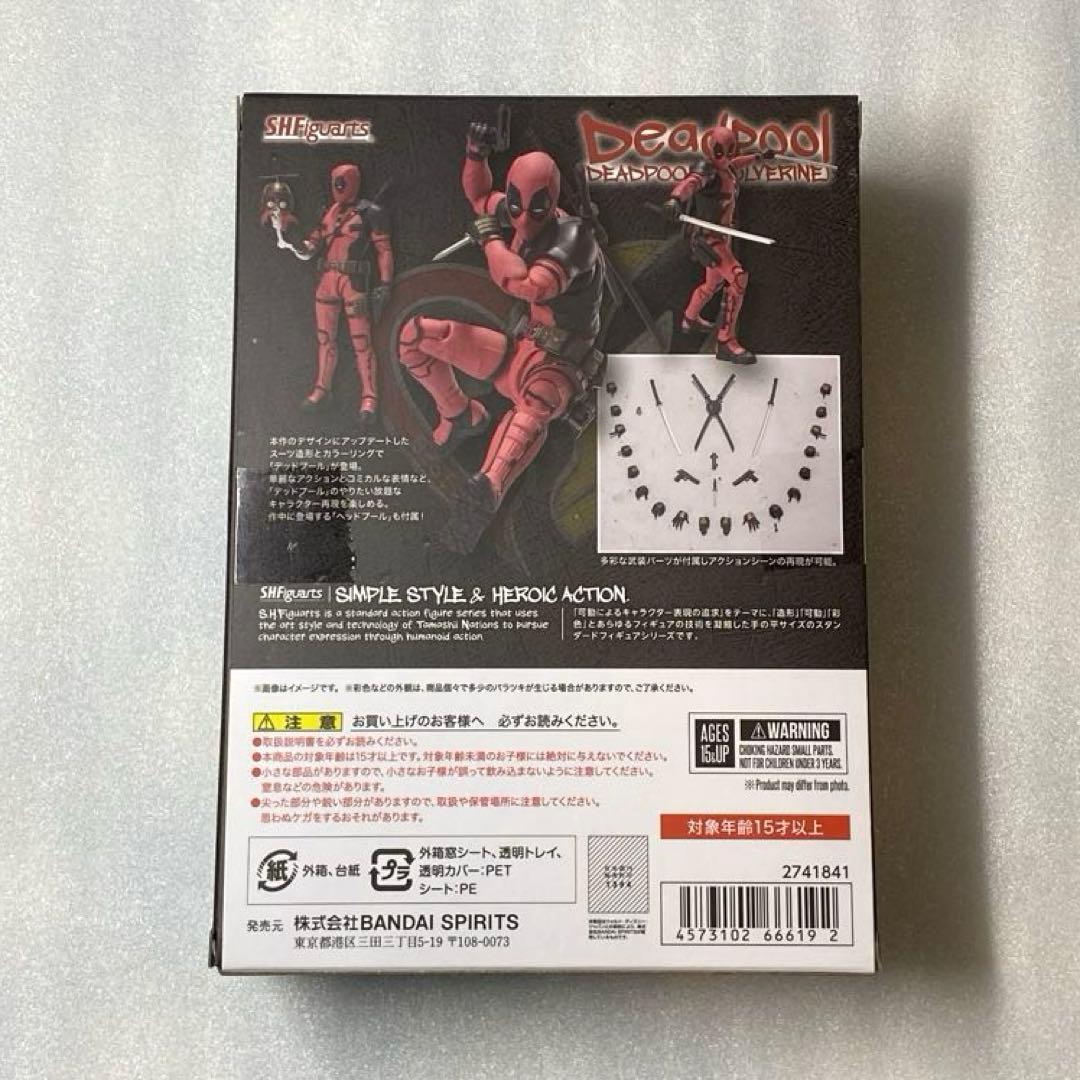 S.H.Figuarts
Deadpool
DEADPOO OLVERINE)
本作のデザインにアップデートした
スーツ造形とカラーリングで
「デッドプール」が登場。
華麗なアクションとコミカルな表情など、
「デッドプール」のやりたい放題な
キャラクター再現を楽しめる。
作中に登場する「ヘッドプール」も付属!
多彩な武装パーツが付属しアクションシーンの再現が可能。
S.H.Figuarts SIMPLE STYLE & HEROIC ACTION.
S.H.Figuarts is a standard action figure series that uses
the art style and technology of Tamashii Nations to pursue
character expression through humanoid action.
「可動によるキャラクター表現の追求」をテーマに、「造形」「可動」「彩
色」とあらゆるフィギュアの技術を凝縮した手の平サイズのスタン
ダードフィギュアシリーズです。
※画像はイメージです。 ※彩色などの外観は、商品個々で多少のバラツキが生じる場合がありますので、ご了承ください。
注 意 お買い上げのお客様へ 必ずお読みください。
●取扱説明書を必ずお読みください。
●本商品の対象年齢は15才以上です。対象年齢未満のお子様には絶対に与えないでください。
●小さな部品がありますので、小さなお子様が誤って飲み込まないように注意してください。
窒息などの危険があります。
●尖った部分や鋭い部分がありますので、取扱や保管場所に注意してください。
思わぬケガをするおそれがあります。
AGES
15&UP
WARNING
CHOKING HAZARD SMALL PARTS.
NOT FOR CHILDREN UNDER 3 YEARS.
※Product may differ from photo.
対象年齢15才以上
紙 外箱、台紙
プラ 外箱窓シート、透明トレイ、
透明カバー:PET
シート:PE
2741841
4573102 66619 2
発売元 株式会社BANDAI SPIRITS
東京都港区三田三丁目5-19 〒108-0073